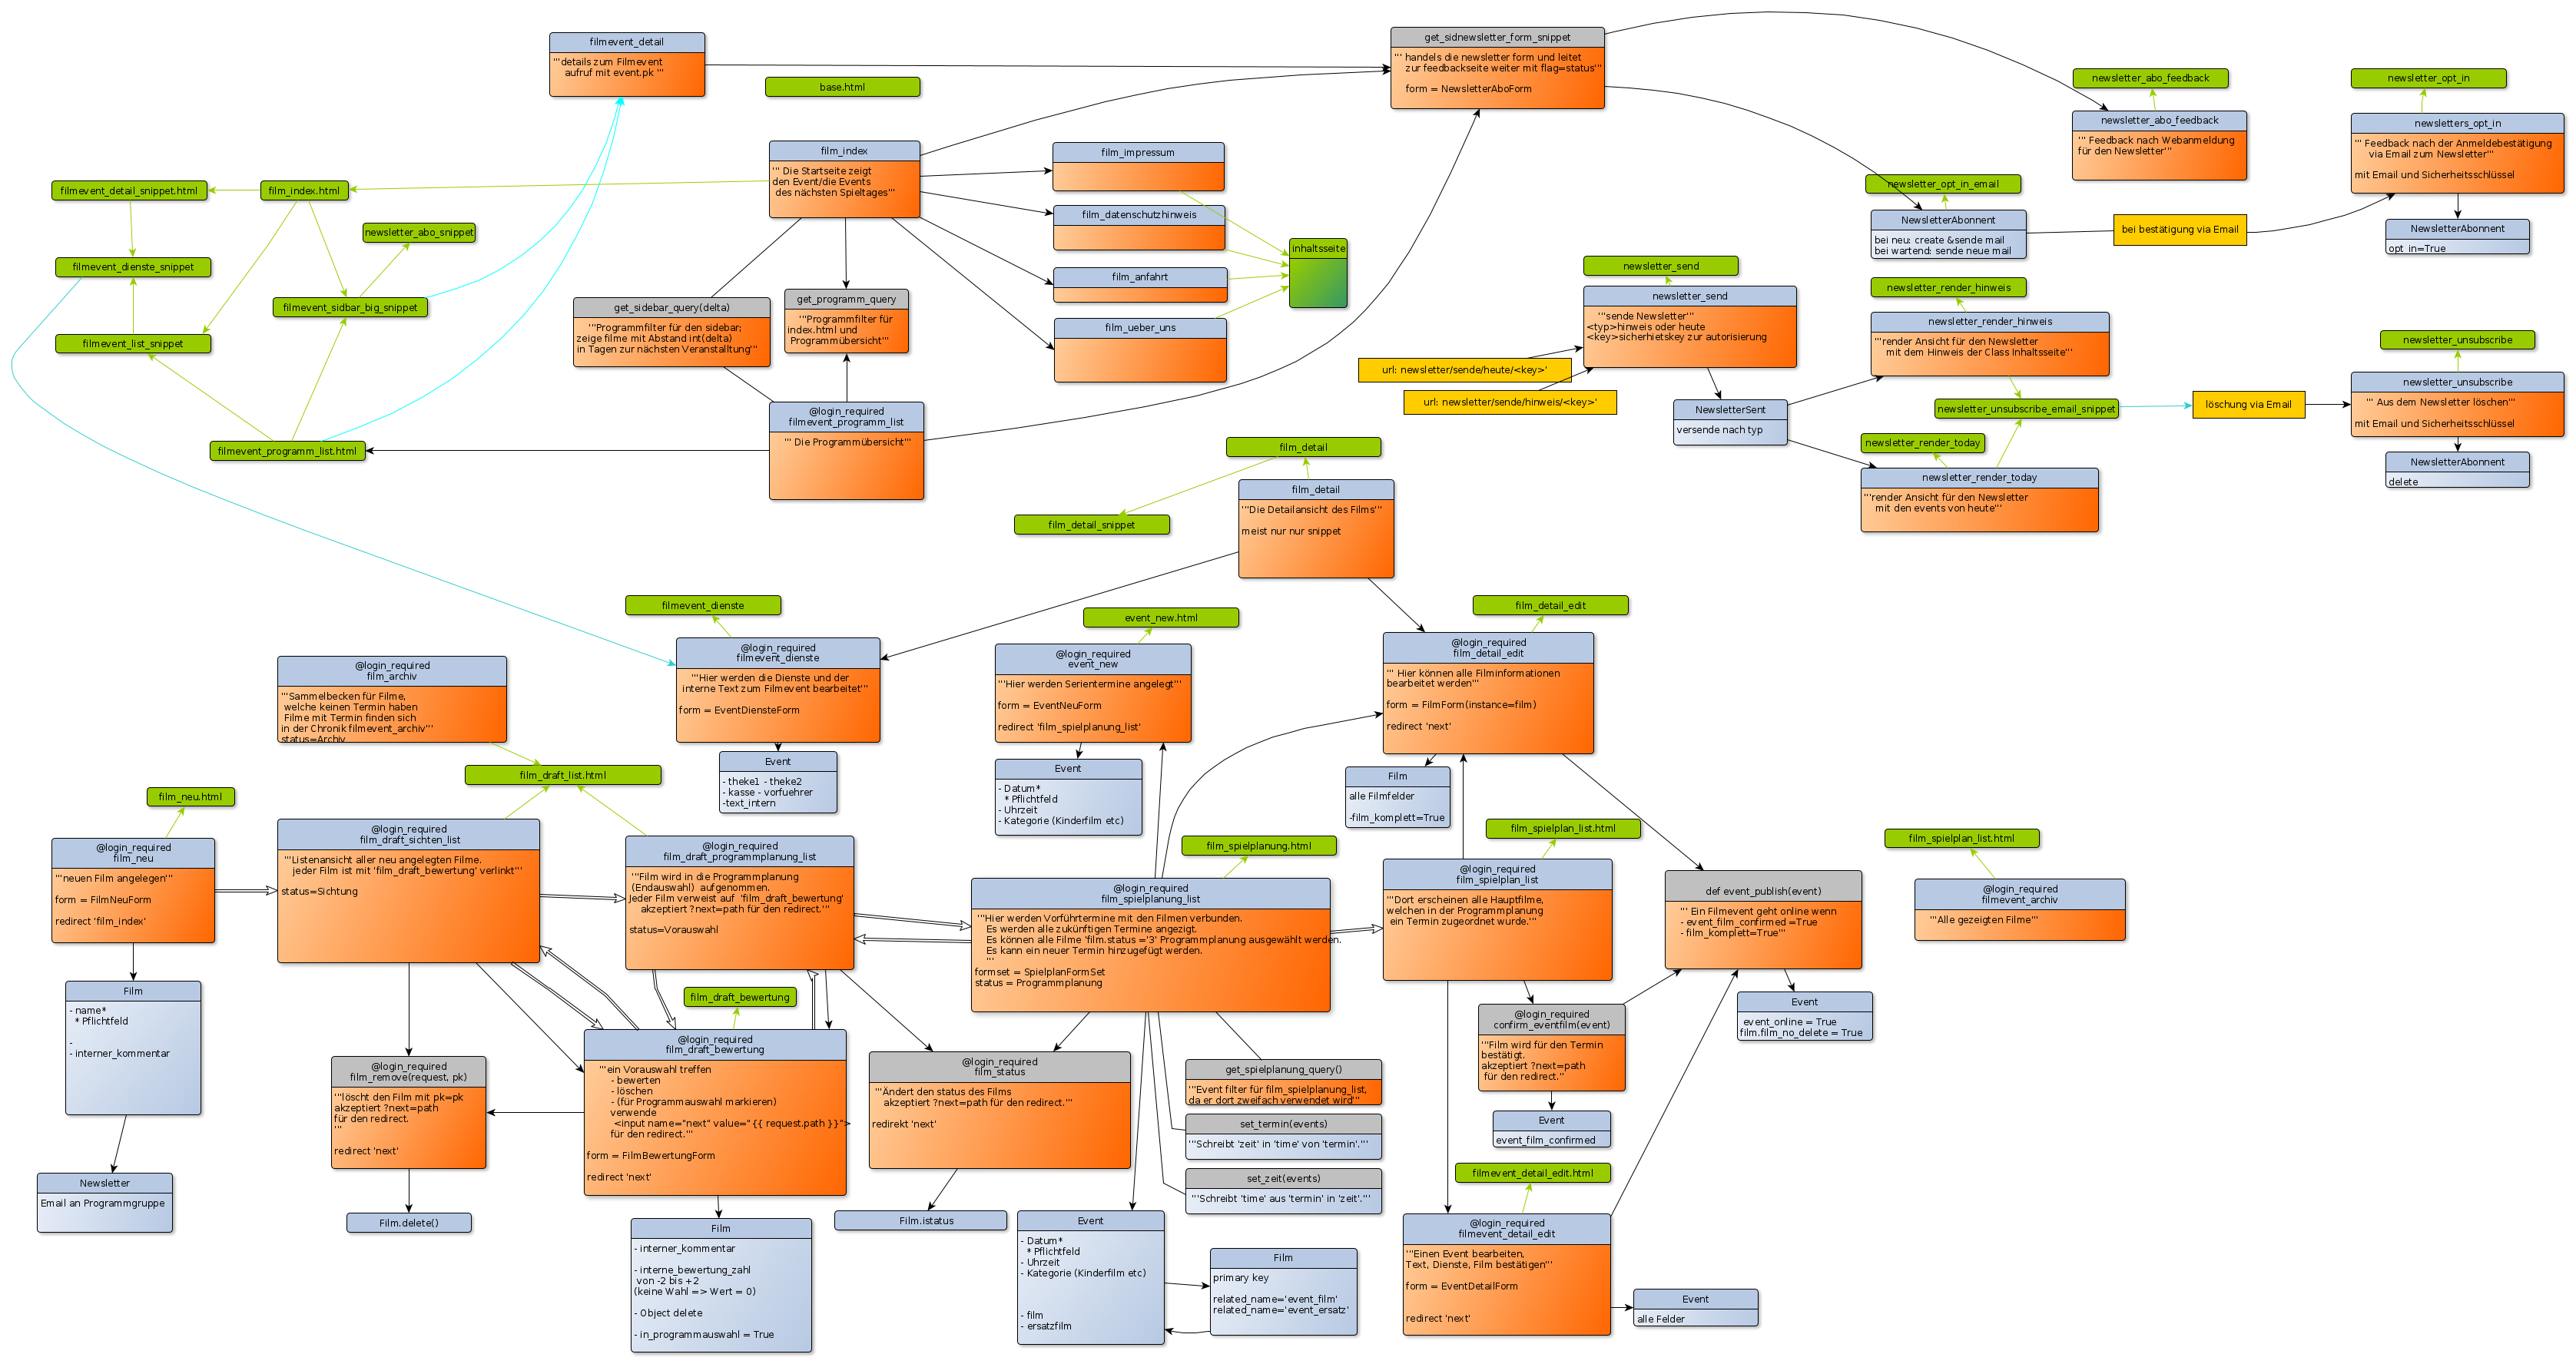 filmevent_detail
'''details zum Filmevent
aufruf mit event.pk '''
base.html
get_sidnewsletter_form_snippet
''' handels die newsletter form und leitet
zur feedbackseite weiter mit flag=status'''
form = NewsletterAboForm
newsletter_abo_feedback
newsletter_abo_feedback
''' Feedback nach Webanmeldung
für den Newsletter'''
newsletter_opt_in
newsletters_opt_in
''' Feedback nach der Anmeldebestätigung
via Email zum Newsletter'''
mit Email und Sicherheitsschlüssel
NewsletterAbonnent
opt_in=True
newsletter_opt_in_email
NewsletterAbonnent
bei neu: create &sende mail
bei wartend: sende neue mail
bei bestätigung via Email
film_index
''' Die Startseite zeigt
den Event/die Events
des nächsten Spieltages'''
film_impressum
film_datenschutzhinweis
film_anfahrt
film_ueber_uns
inhaltsseite
filmevent_detail_snippet.html
film_index.html
newsletter_abo_snippet
filmevent_dienste_snippet
filmevent_sidbar_big_snippet
filmevent_list_snippet
filmevent_programm_list.html
get_sidebar_query(delta)
'''Programmfilter für den sidebar;
zeige filme mit Abstand int(delta)
in Tagen zur nächsten Veranstalltung'''
get_programm_query
'''Programmfilter für
index.html und
Programmübersicht'''
@login_required
filmevent_programm_list
''' Die Programmübersicht'''
newsletter_send
newsletter_send
'''sende Newsletter'''
<typ>hinweis oder heute
<key>sicherhietskey zur autorisierung
url: newsletter/sende/heute/<key>'
url: newsletter/sende/hinweis/<key>'
NewsletterSent
versende nach typ
newsletter_render_hinweis
newsletter_render_hinweis
'''render Ansicht für den Newsletter
mit dem Hinweis der Class Inhaltsseite'''
newsletter_unsubscribe_email_snippet
löschung via Email
newsletter_unsubscribe
newsletter_unsubscribe
''' Aus dem Newsletter löschen'''
mit Email und Sicherheitsschlüssel
NewsletterAbonnent
delete
newsletter_render_today
newsletter_render_today
'''render Ansicht für den Newsletter
mit den events von heute'''
film_detail
film_detail_snippet
film_detail
'''Die Detailansicht des Films'''
meist nur nur snippet
filmevent_dienste
@login_required
filmevent_dienste
'''Hier werden die Dienste und der
interne Text zum Filmevent bearbeitet'''
form = EventDiensteForm
Event
- theke1 - theke2
- kasse - vorfuehrer
-text_intern
event_new.html
@login_required
event_new
'''Hier werden Serientermine angelegt'''
form = EventNeuForm
redirect 'film_spielplanung_list'
Event
- Datum*
* Pflichtfeld
- Uhrzeit
- Kategorie (Kinderfilm etc)
film_detail_edit
@login_required
film_detail_edit
''' Hier können alle Filminformationen
bearbeitet werden'''
form = FilmForm(instance=film)
redirect 'next'
Film
alle Filmfelder
-film_komplett=True
@login_required
film_archiv
'''Sammelbecken für Filme,
welche keinen Termin haben
Filme mit Termin finden sich
in der Chronik filmevent_archiv'''
status=Archiv
film_draft_list.html
film_neu.html
@login_required
film_neu
'''neuen Film angelegen'''
form = FilmNeuForm
redirect 'film_index'
Film
- name*
* Pflichtfeld
-
- interner_kommentar
Newsletter
Email an Programmgruppe
@login_required
film_draft_sichten_list
'''Listenansicht aller neu angelegten Filme.
jeder Film ist mit 'film_draft_bewertung' verlinkt'''
status=Sichtung
@login_required
film_draft_programmplanung_list
'''Film wird in die Programmplanung
(Endauswahl)  aufgenommen.
Jeder Film verweist auf  'film_draft_bewertung'
akzeptiert ?next=path für den redirect.'''
status=Vorauswahl
film_spielplanung.html
@login_required
film_spielplanung_list
'''Hier werden Vorführtermine mit den Filmen verbunden.
Es werden alle zukünftigen Termine angezigt.
Es können alle Filme 'film.status ='3' Programmplanung ausgewählt werden.
Es kann ein neuer Termin hinzugefügt werden.
'''
formset = SpielplanFormSet
status = Programmplanung
film_spielplan_list.html
@login_required
film_spielplan_list
'''Dort erscheinen alle Hauptfilme,
welchen in der Programmplanung
ein Termin zugeordnet wurde.'''
def event_publish(event)
''' Ein Filmevent geht online wenn
- event_film_confirmed =True
- film_komplett=True'''
Event
event_online = True
film.film_no_delete = True
film_spielplan_list.html
@login_required
filmevent_archiv
'''Alle gezeigten Filme'''
@login_required
film_remove(request, pk)
'''löscht den Film mit pk=pk
akzeptiert ?next=path
für den redirect.
'''
redirect 'next'
Film.delete()
film_draft_bewertung
@login_required
film_draft_bewertung
'''ein Vorauswahl treffen
- bewerten
- löschen
- (für Programmauswahl markieren)
verwende
<input name="next" value="{{ request.path }}">
für den redirect.'''
form = FilmBewertungForm
redirect 'next'
Film
- interner_kommentar
- interne_bewertung_zahl
von -2 bis +2
(keine Wahl => Wert = 0)
- Object delete
- in_programmauswahl = True
@login_required
film_status
'''Ändert den status des Films
akzeptiert ?next=path für den redirect.'''
redirekt 'next'
Film.istatus
get_spielplanung_query()
'''Event filter für film_spielplanung_list,
da er dort zweifach verwendet wird'''
set_termin(events)
'''Schreibt 'zeit' in 'time' von 'termin'.'''
set_zeit(events)
'''Schreibt 'time' aus 'termin' in 'zeit'.'''
Event
- Datum*
* Pflichtfeld
- Uhrzeit
- Kategorie (Kinderfilm etc)
- film
- ersatzfilm
Film
primary key
related_name='event_film'
related_name='event_ersatz'
@login_required
confirm_eventfilm(event)
'''Film wird für den Termin
bestätigt.
akzeptiert ?next=path
für den redirect.''
Event
event_film_confirmed
filmevent_detail_edit.html
@login_required
filmevent_detail_edit
'''Einen Event bearbeiten,
Text, Dienste, Film bestätigen'''
form = EventDetailForm
redirect 'next'
Event
alle Felder